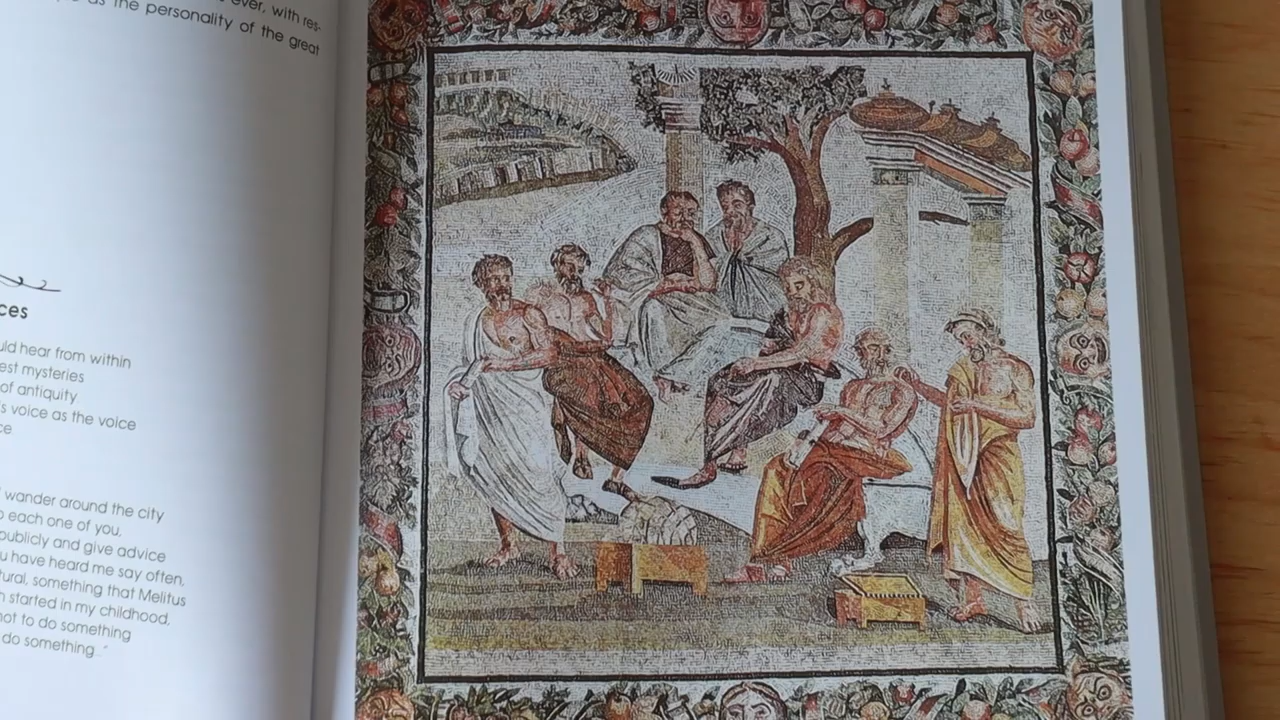 ever, with res-
as the personality of the great
ces
uld hear from within
est mysteries
of antiquity
s voice as the voice
ce
wander around the city
o each one of you,
publicly and give advice
u have heard me say often,
tural, something that Melitus
h started in my childhood,
not to do something
do something..."